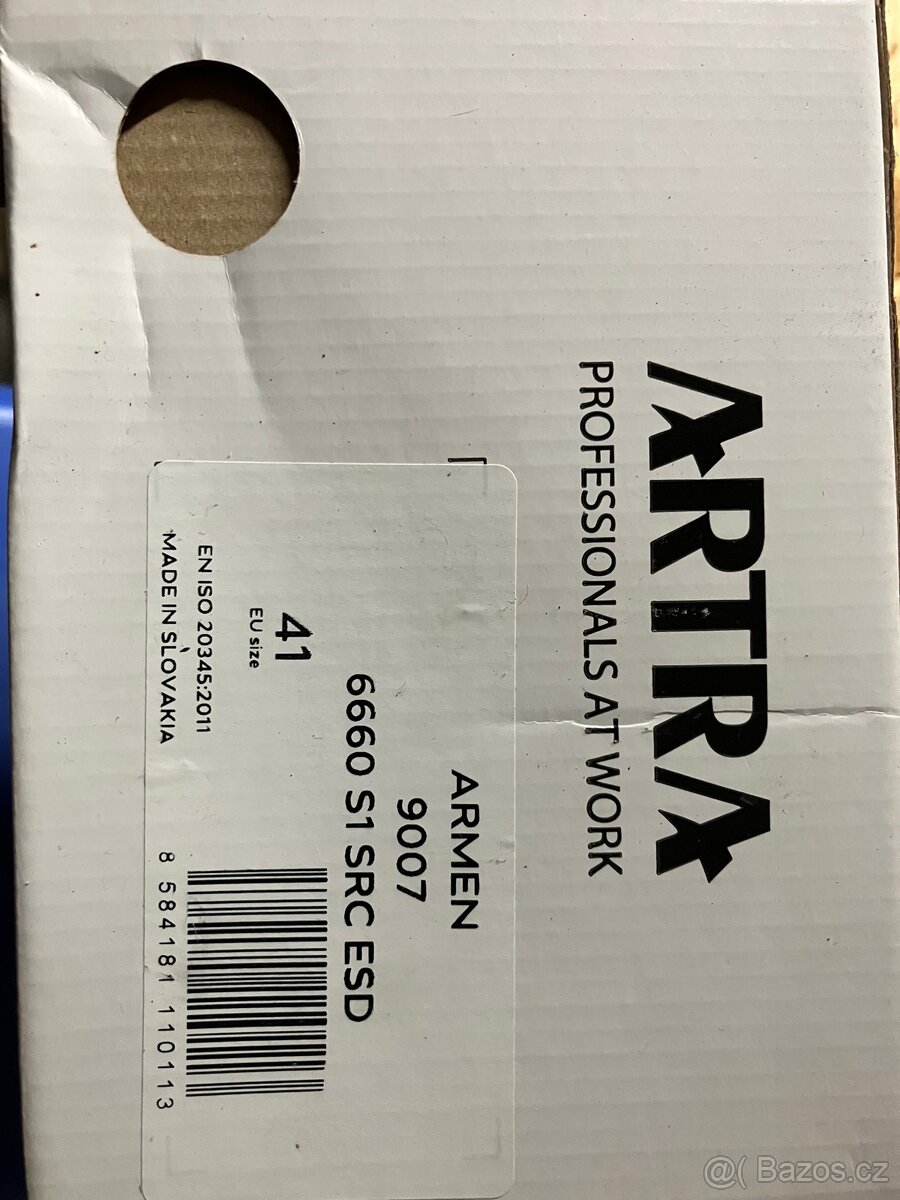 ARTRA
PROFESSIONALS AT WORK
ARMEN
9007
6660 S1 SRC ESD
41
EU size
EN ISO 20345:2011
MADE IN SLOVAKIA
8 584181 110113
@( Bazos.cz